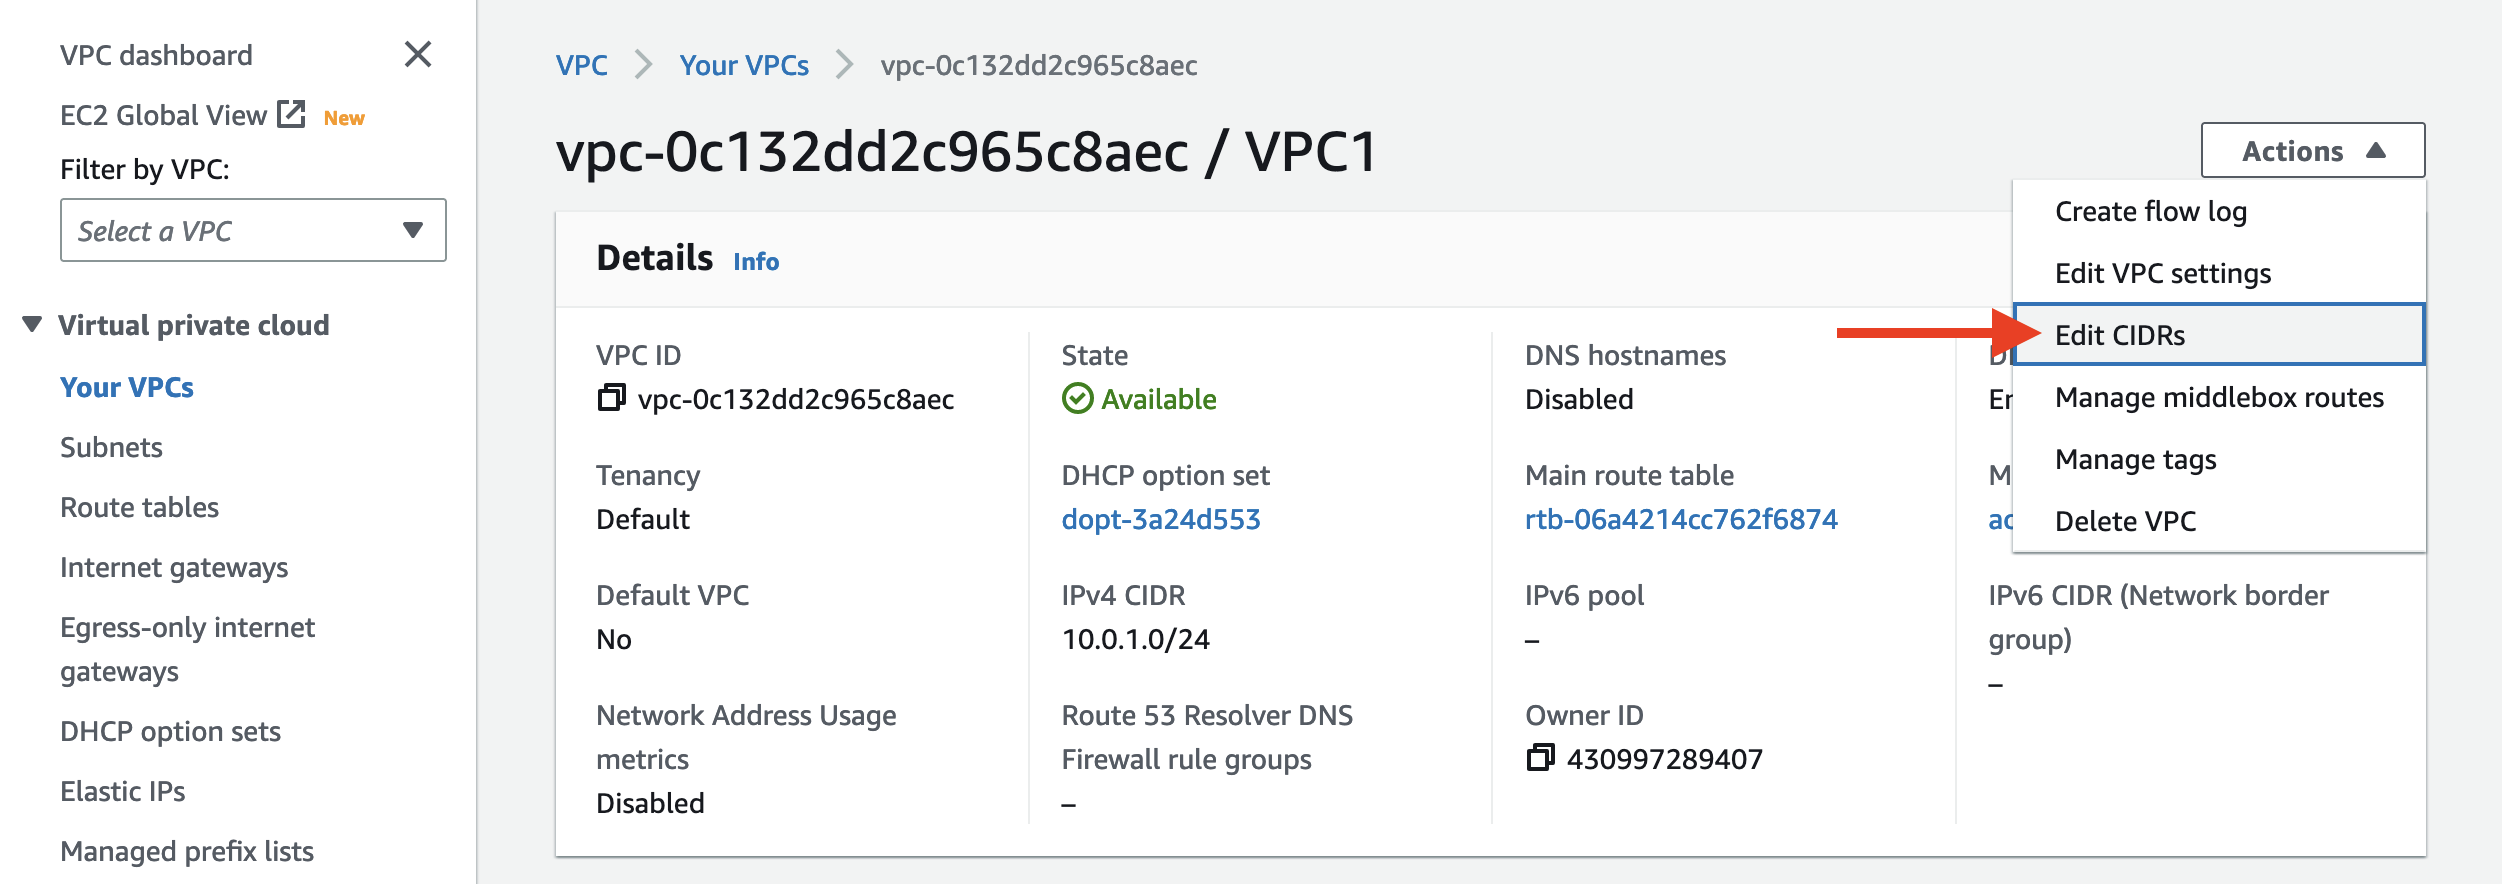 VPC dashboard
EC2 Global View New
Filter by VPC:
Select a VPC
Virtual private cloud
Your VPCs
Subnets
Route tables
Internet gateways
Egress-only internet
gateways
DHCP option sets
Elastic IPs
Managed prefix lists
VPC Your VPCs vpc-0c132dd2c965c8aec
vpc-0c132dd2c965c8aec / VPC1
Actions
Create flow log
Edit VPC settings
Edit CIDRs
Manage middlebox routes
Manage tags
Delete VPC
Details Info
VPC ID
vpc-0c132dd2c965c8aec
State
Available
DNS hostnames
Disabled
Tenancy
Default
DHCP option set
dopt-3a24d553
Main route table
rtb-06a4214cc762f6874
Default VPC
No
IPv4 CIDR
10.0.1.0/24
IPv6 pool
–
IPv6 CIDR (Network border
group)
–
Network Address Usage
metrics
Disabled
Route 53 Resolver DNS
Firewall rule groups
–
Owner ID
430997289407